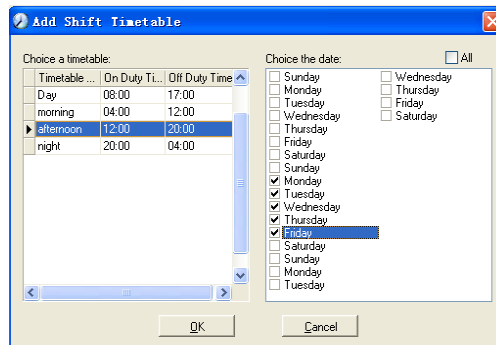 Add Shift Timetable
Choice a timetable:
Timetable ... On Duty Ti... Off Duty Time
Day 08:00 17:00
morning 04:00 12:00
afternoon 12:00 20:00
night 20:00 04:00
Choice the date:
All
Sunday
Monday
Tuesday
Wednesday
Thursday
Friday
Saturday
Sunday
Monday
Tuesday
Wednesday
Thursday
Friday
Saturday
Sunday
Monday
Tuesday
Wednesday
Thursday
Friday
Saturday
OK
Cancel